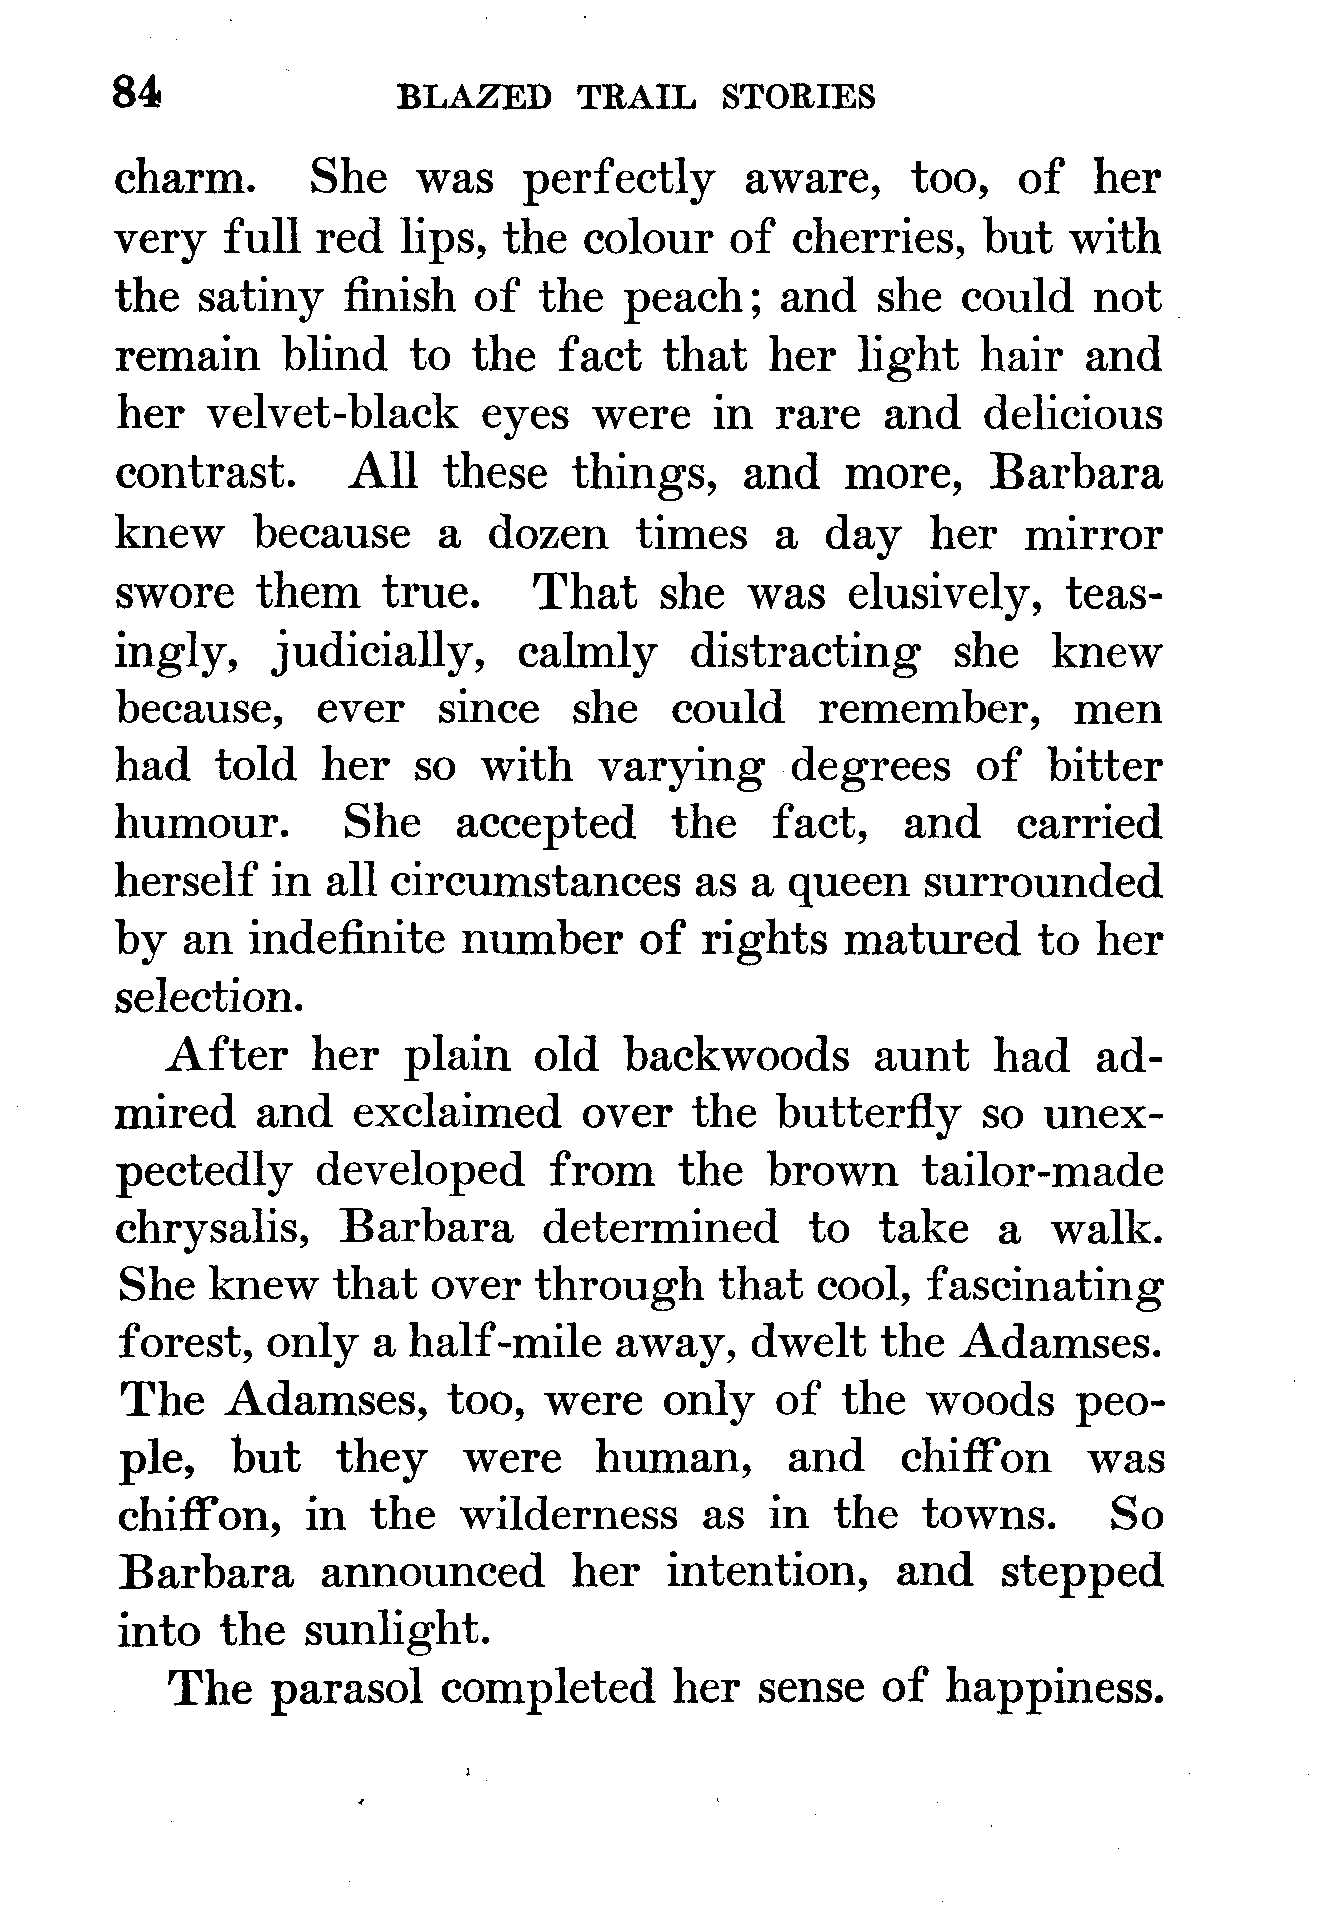 84 BLAZED TRAIL STORIES
charm. She was perfectly aware, too, of her
very full red lips, the colour of cherries, but with
the satiny finish of the peach; and she could not
remain blind to the fact that her light hair and
her velvet-black eyes were in rare and delicious
contrast. All these things, and more, Barbara
knew because a dozen times a day her mirror
swore them true. That she was elusively, teas-
ingly, judicially, calmly distracting she knew
because, ever since she could remember, men
had told her so with varying degrees of bitter
humour. She accepted the fact, and carried
herself in all circumstances as a queen surrounded
by an indefinite number of rights matured to her
selection.
After her plain old backwoods aunt had ad-
mired and exclaimed over the butterfly so unex-
pectedly developed from the brown tailor-made
chrysalis, Barbara determined to take a walk.
She knew that over through that cool, fascinating
forest, only a half-mile away, dwelt the Adamses.
The Adamses, too, were only of the woods peo-
ple, but they were human, and chiffon was
chiffon, in the wilderness as in the towns. So
Barbara announced her intention, and stepped
into the sunlight.
The parasol completed her sense of happiness.